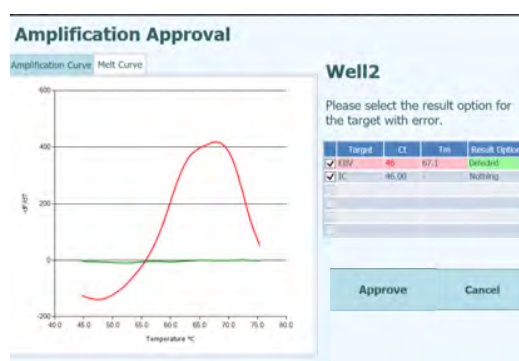 Amplification Approval
Amplification Curve Melt Curve
Well2
Please select the result option for
the target with error.
Target Ct Tm Result Option
EBV 46 67.1 Detected
IC 46.00 - Nothing
600
400
200
0
-200
-dF/dT
40.0 45.0 50.0 55.0 60.0 65.0 70.0 75.0 80.0
Temperature °C
Approve Cancel